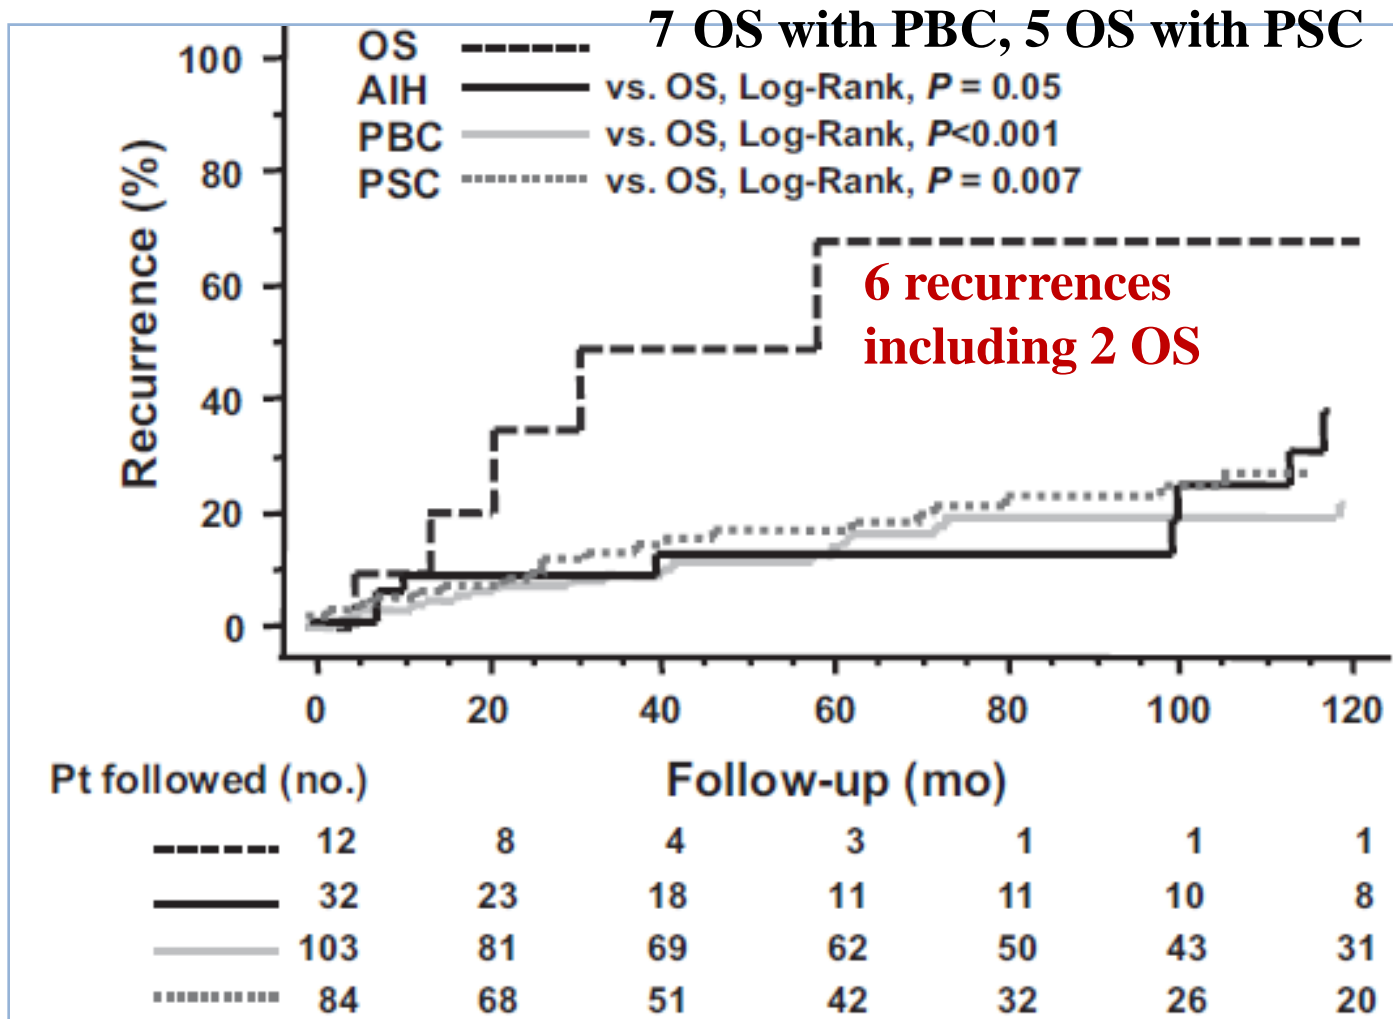 7 OS with PBC, 5 OS with PSC
OS
AIH vs. OS, Log-Rank, P = 0.05
PBC vs. OS, Log-Rank, P<0.001
PSC vs. OS, Log-Rank, P = 0.007
Recurrence (%)
100
80
60
40
20
0
6 recurrences
including 2 OS
0 20 40 60 80 100 120
Pt followed (no.) Follow-up (mo)
12 8 4 3 1 1 1
32 23 18 11 11 10 8
103 81 69 62 50 43 31
84 68 51 42 32 26 20